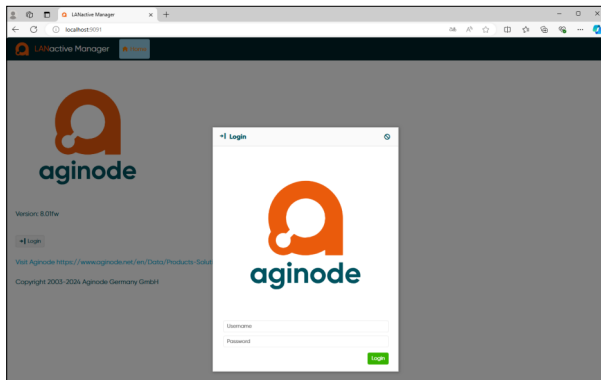 LANactive Manager
localhost:9091
LANactive Manager
Home
aginode
Version: 8.01fw
Login
Visit Aginode https://www.aginode.net/en/Data/Products-Solut
Copyright 2003-2024 Aginode Germany GmbH
Login
aginode
Username
Password
Login